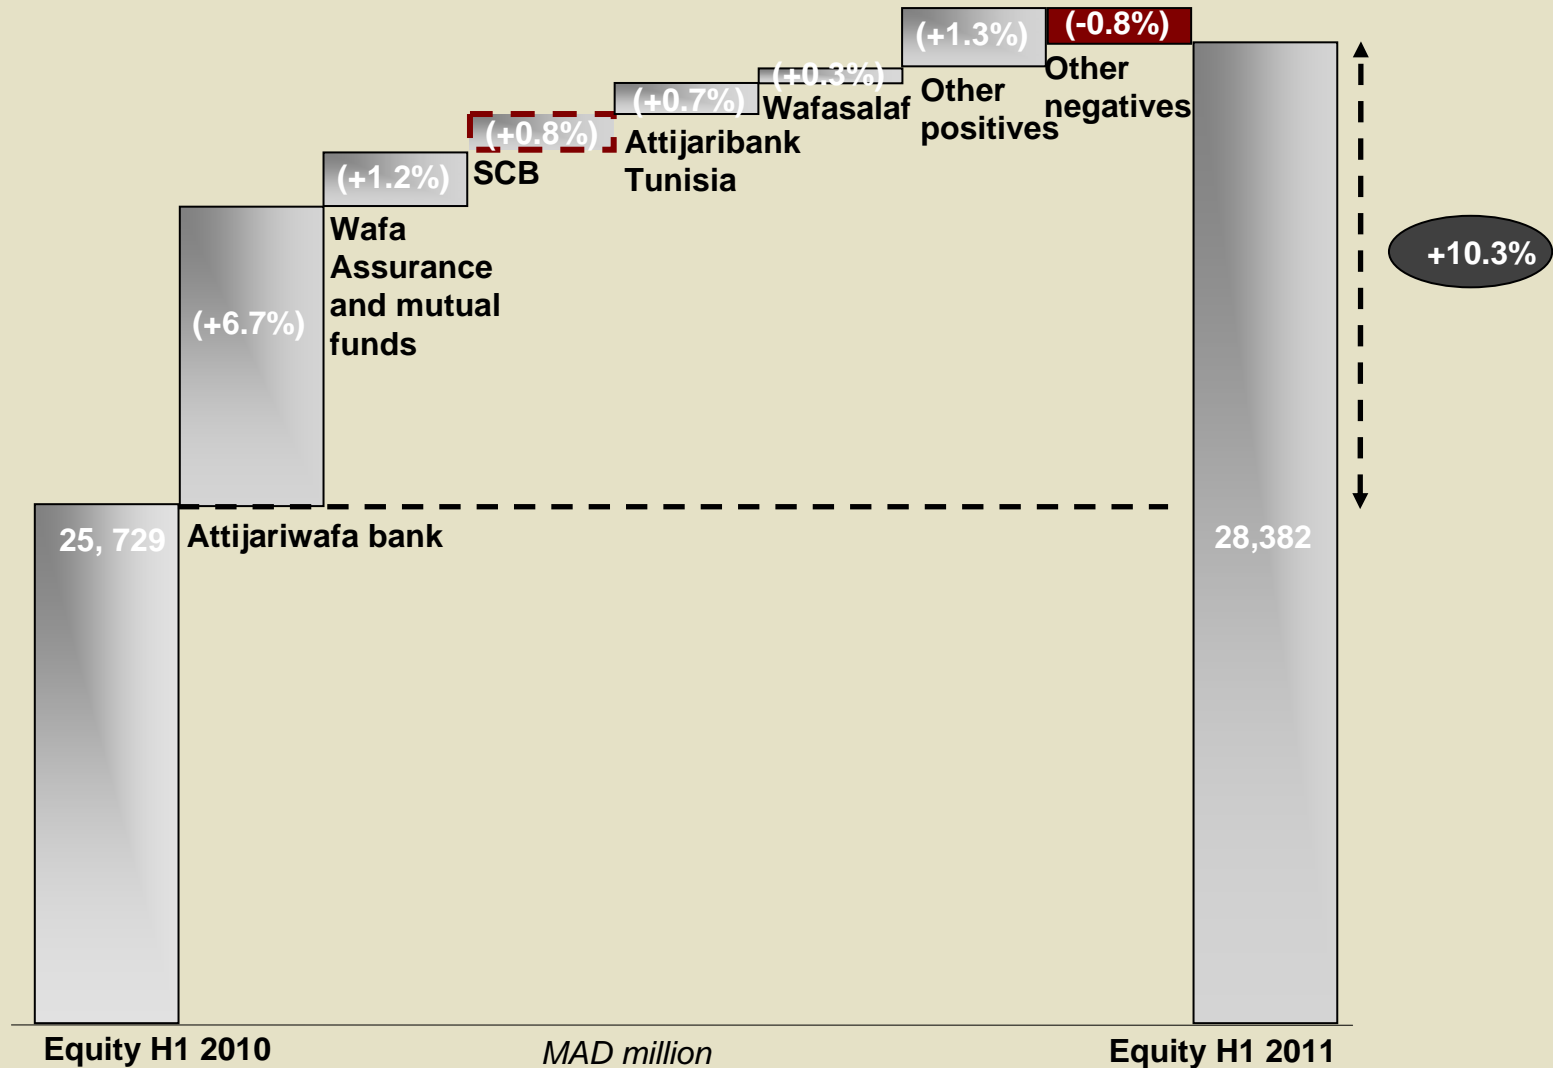 (+1.3%)
(-0.8%)
(+0.3%)
Other
negatives
(+0.7%)
Wafasalaf
Other
positives
(+0.8%)
Attijaribank
Tunisia
(+1.2%)
SCB
Wafa
Assurance
and mutual
funds
+10.3%
(+6.7%)
25, 729
Attijariwafa bank
28,382
Equity H1 2010
MAD million
Equity H1 2011